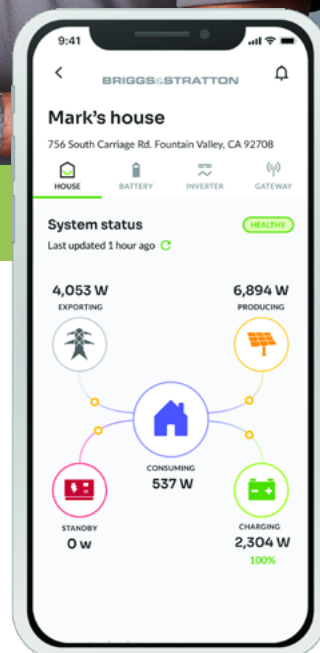 9:41
BRIGGS&STRATTON
Mark's house
756 South Carriage Rd. Fountain Valley, CA 92708
HOUSE BATTERY INVERTER GATEWAY
System status HEALTHY
Last updated 1 hour ago
4,053 W 6,894 W
EXPORTING PRODUCING
CONSUMING
537 W
STANDBY CHARGING
0 w 2,304 W
100%